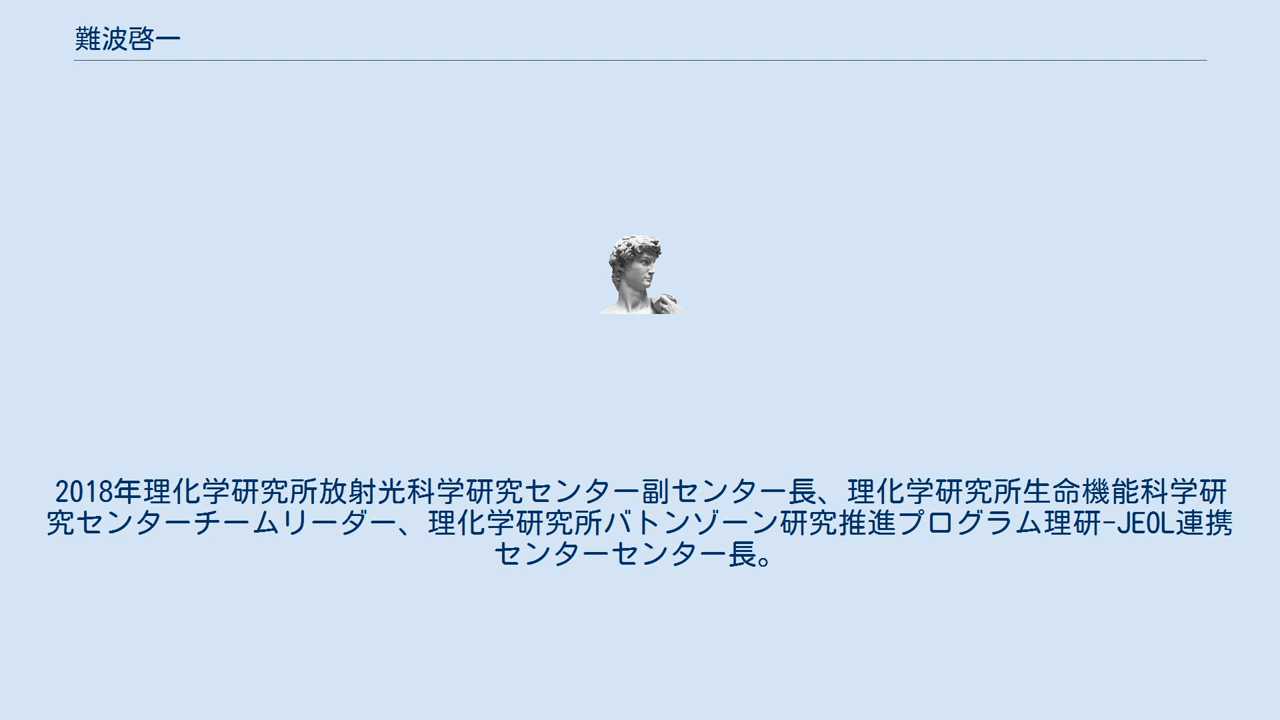 難波啓一
2018年理化学研究所放射光科学研究センター副センター長、理化学研究所生命機能科学研
究センターチームリーダー、理化学研究所バトンゾーン研究推進プログラム理研-JEOL連携
センターセンター長。